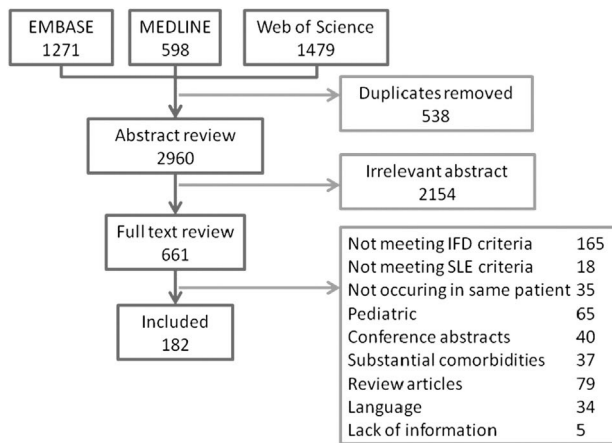 EMBASE
1271
MEDLINE
598
Web of Science
1479
Duplicates removed
538
Abstract review
2960
Irrelevant abstract
2154
Full text review
661
Not meeting IFD criteria 165
Not meeting SLE criteria 18
Not occuring in same patient 35
Pediatric 65
Conference abstracts 40
Substantial comorbidities 37
Review articles 79
Language 34
Lack of information 5
Included
182